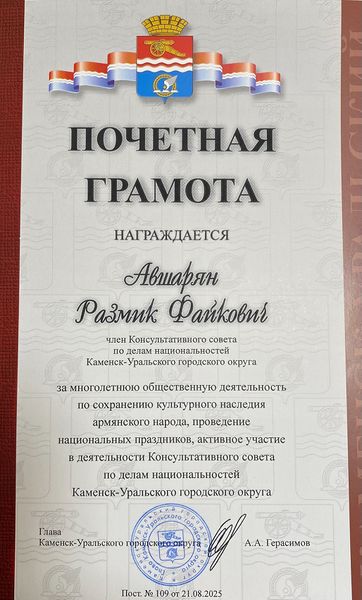 ПОЧЕТНАЯ
ГРАМОТА
НАГРАЖДАЕТСЯ
Авшарян
Размик Файкович
член Консультативного совета
по делам национальностей
Каменск-Уральского городского округа
за многолетнюю общественную деятельность
по сохранению культурного наследия
армянского народа, проведение
национальных праздников, активное участие
в деятельности Консультативного совета
по делам национальностей
Каменск-Уральского городского округа
Глава
Каменск-Уральского городского округа А.А. Герасимов
Пост. № 109 от 21.08.2025